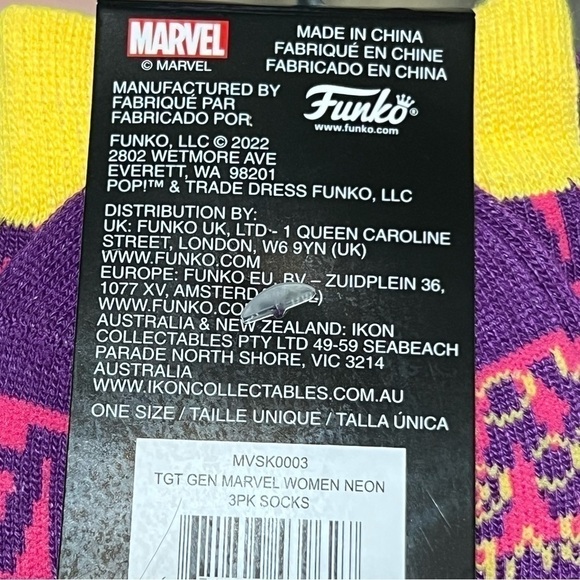 MARVEL
© MARVEL
MADE IN CHINA
FABRIQUÉ EN CHINE
FABRICADO EN CHINA
MANUFACTURED BY
FABRIQUÉ PAR
FABRICADO POR:
Funko®
www.funko.com
FUNKO, LLC © 2022
2802 WETMORE AVE
EVERETT, WA 98201
POP!™ & TRADE DRESS FUNKO, LLC
DISTRIBUTION BY:
UK: FUNKO UK, LTD - 1 QUEEN CAROLINE
STREET, LONDON, W6 9YN (UK)
WWW.FUNKO.COM
EUROPE: FUNKO EU, BV – ZUIDPLEIN 36,
1077 XV,
WWW.FUNKO
AUSTRALIA & NEW ZEALAND: IKON
COLLECTABLES PTY LTD 49-59 SEABEACH
PARADE NORTH SHORE, VIC 3214
AUSTRALIA
WWW.IKONCOLLECTABLES.COM.AU
ONE SIZE / TAILLE UNIQUE / TALLA ÚNICA
MVSK0003
TGT GEN MARVEL WOMEN NEON
3PK SOCKS